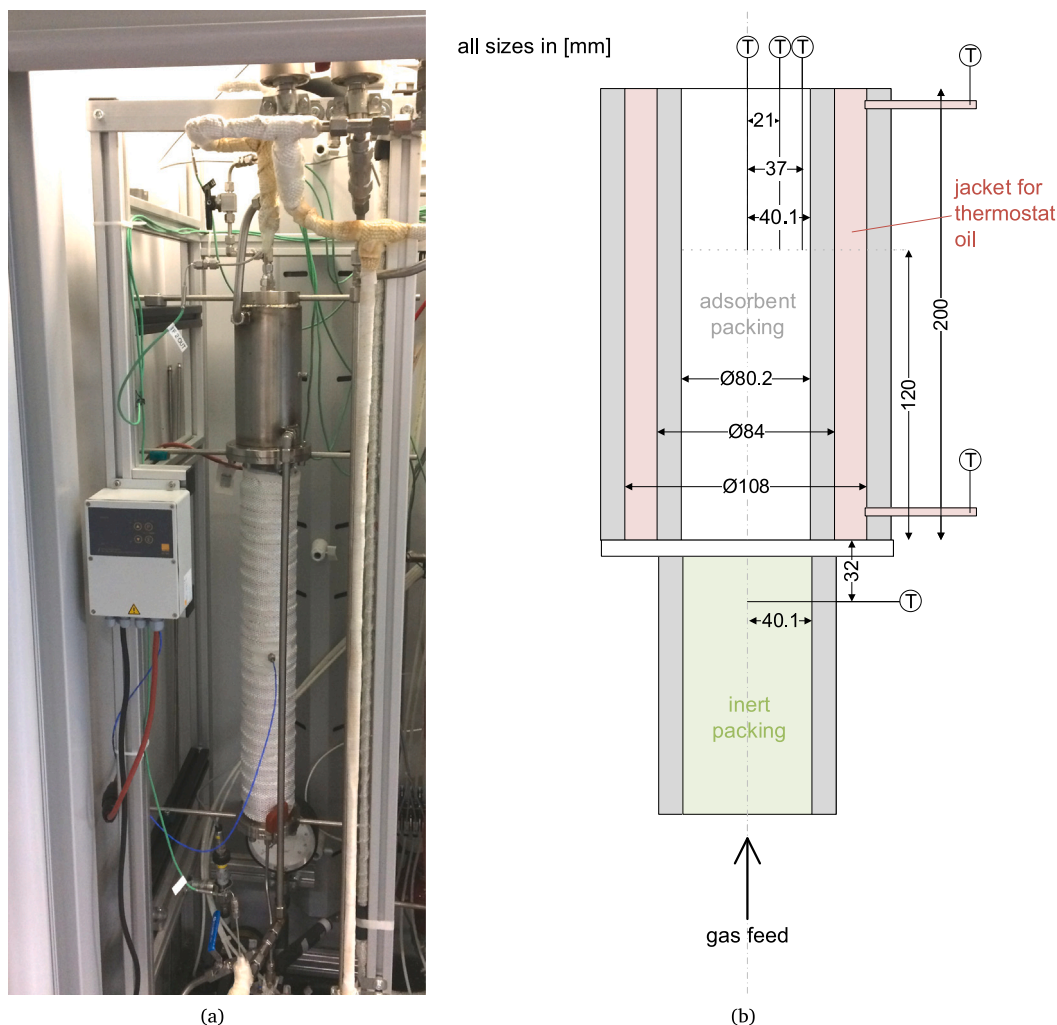 all sizes in [mm]
T
T
T
T
21
37
40.1
jacket for
thermostat
oil
adsorbent
packing
200
120
Ø80.2
Ø84
Ø108
T
32
T
40.1
inert
packing
gas feed
(a)
(b)